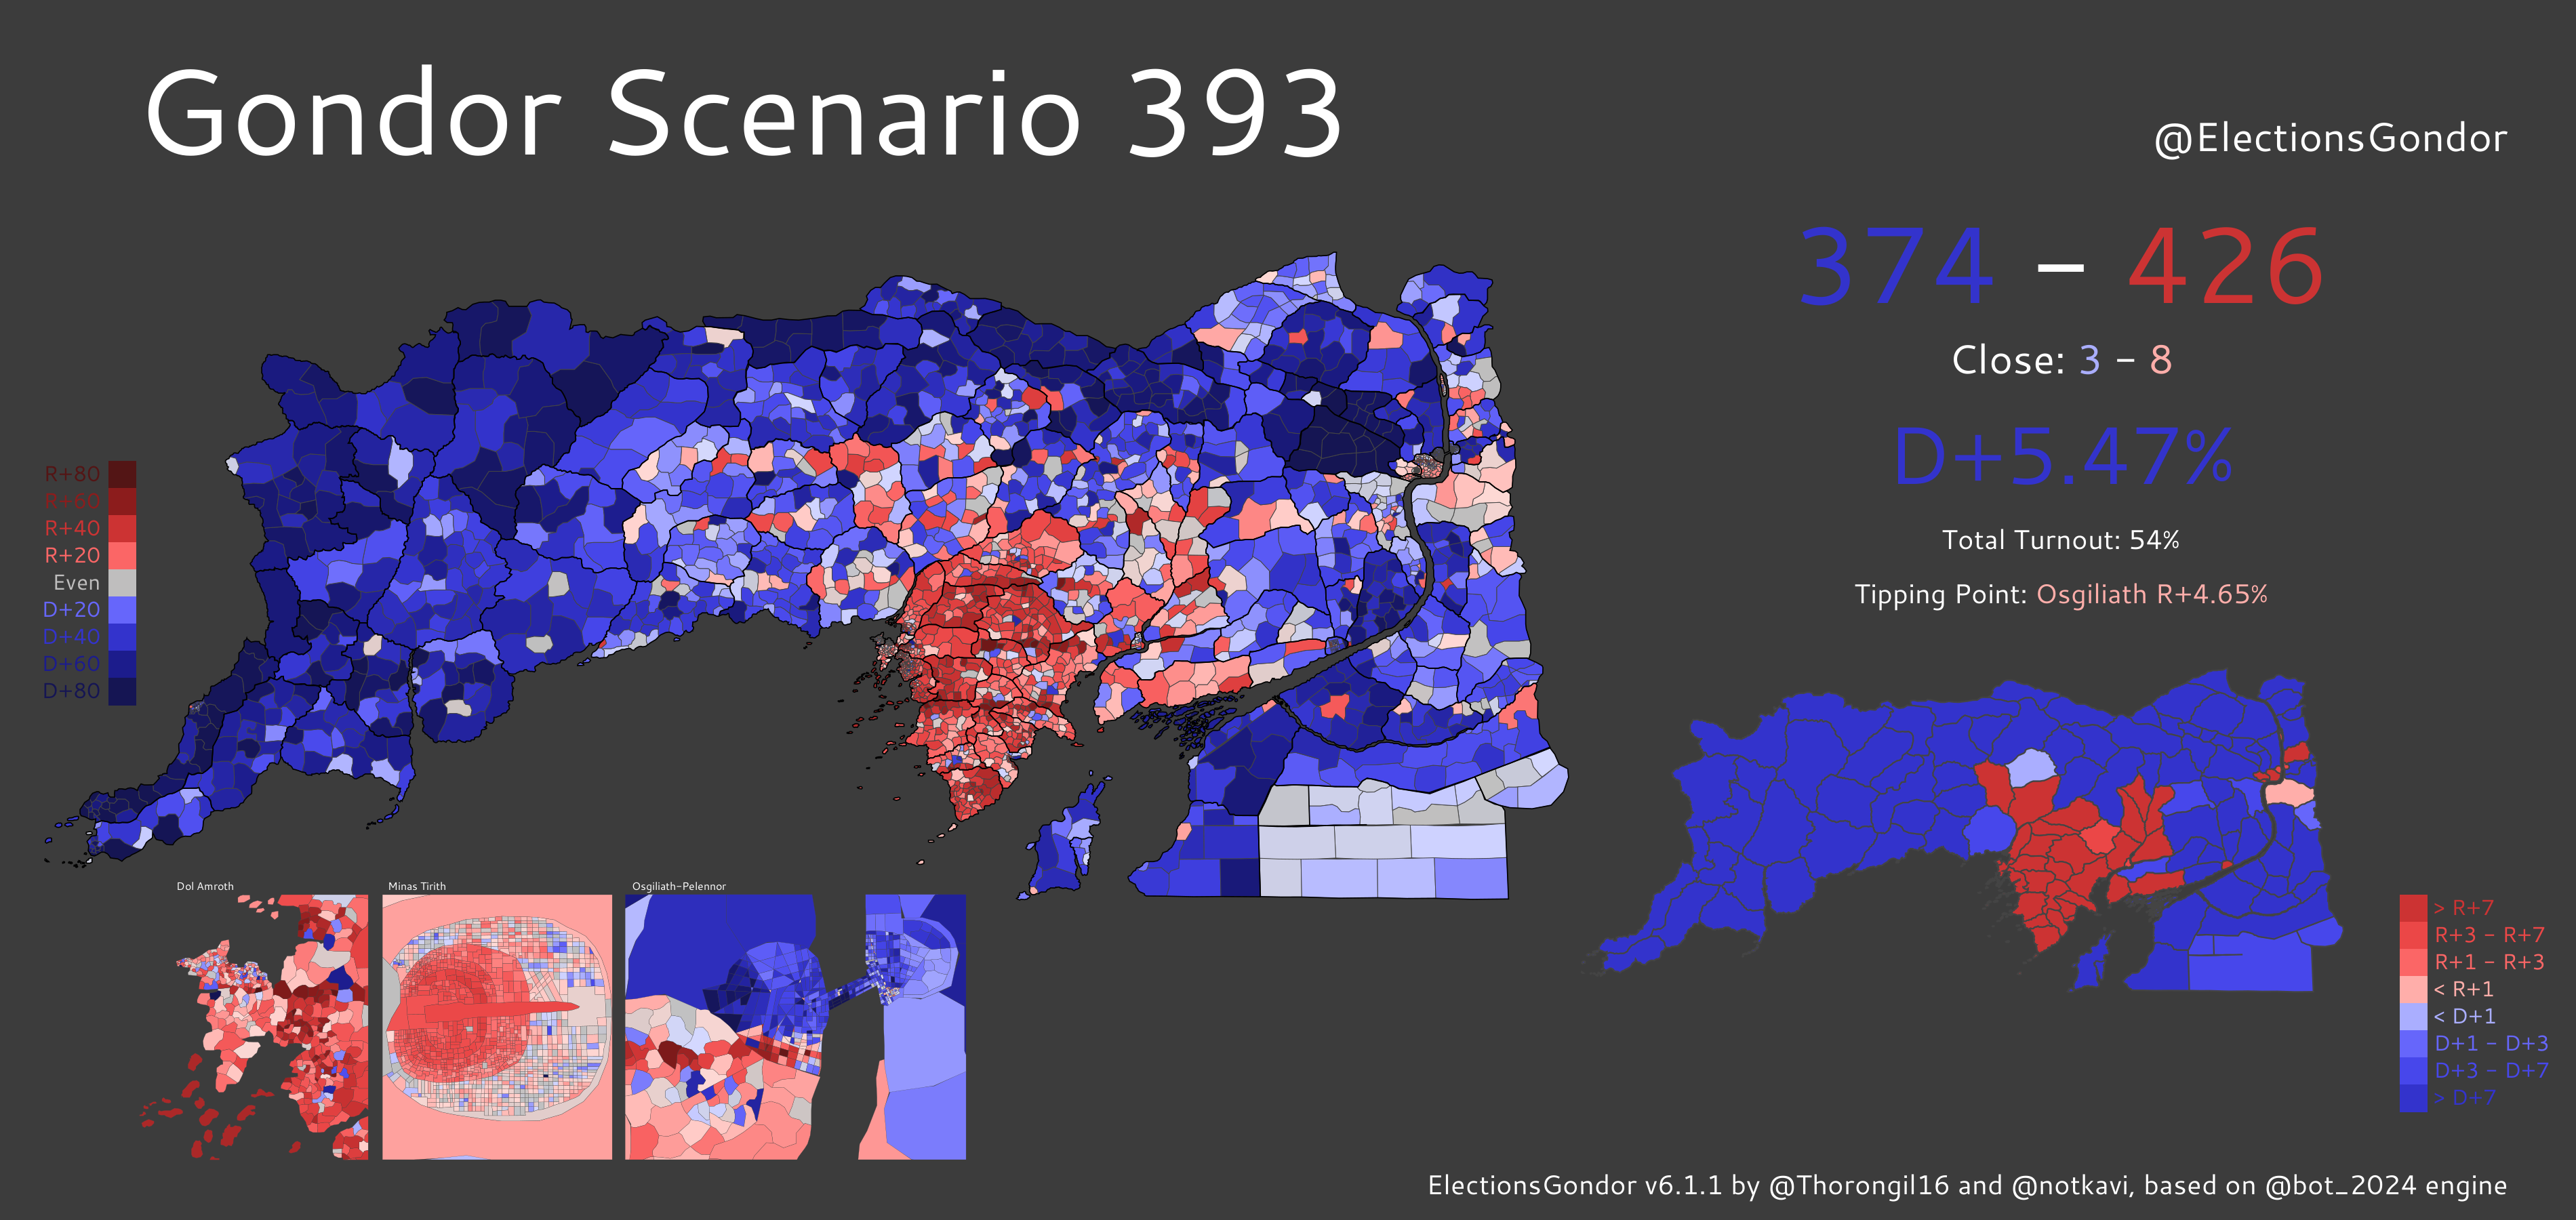 Gondor Scenario 393
@ElectionsGondor
374 – 426
Close: 3 – 8
D+5.47%
Total Turnout: 54%
Tipping Point: Osgiliath R+4.65%
R+80
R+60
R+40
R+20
Even
D+20
D+40
D+60
D+80
Dol Amroth
Minas Tirith
Osgiliath-Pelennor
> R+7
R+3 - R+7
R+1 - R+3
< R+1
< D+1
D+1 - D+3
D+3 - D+7
> D+7
ElectionsGondor v6.1.1 by @Thorongil16 and @notkavi, based on @bot_2024 engine